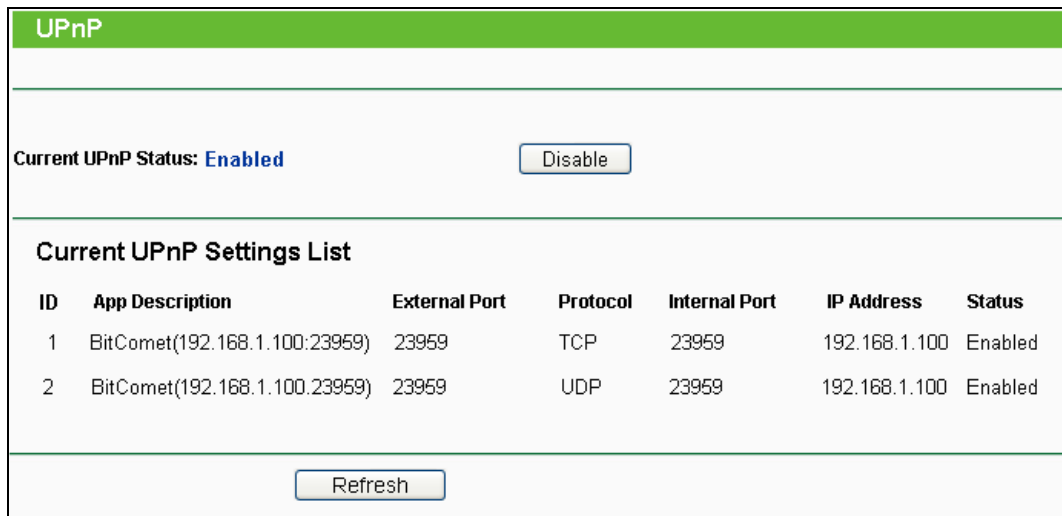 UPnP
Current UPnP Status: Enabled Disable
Current UPnP Settings List
ID App Description External Port Protocol Internal Port IP Address Status
1 BitComet(192.168.1.100:23959) 23959 TCP 23959 192.168.1.100 Enabled
2 BitComet(192.168.1.100.23959) 23959 UDP 23959 192.168.1.100 Enabled
Refresh